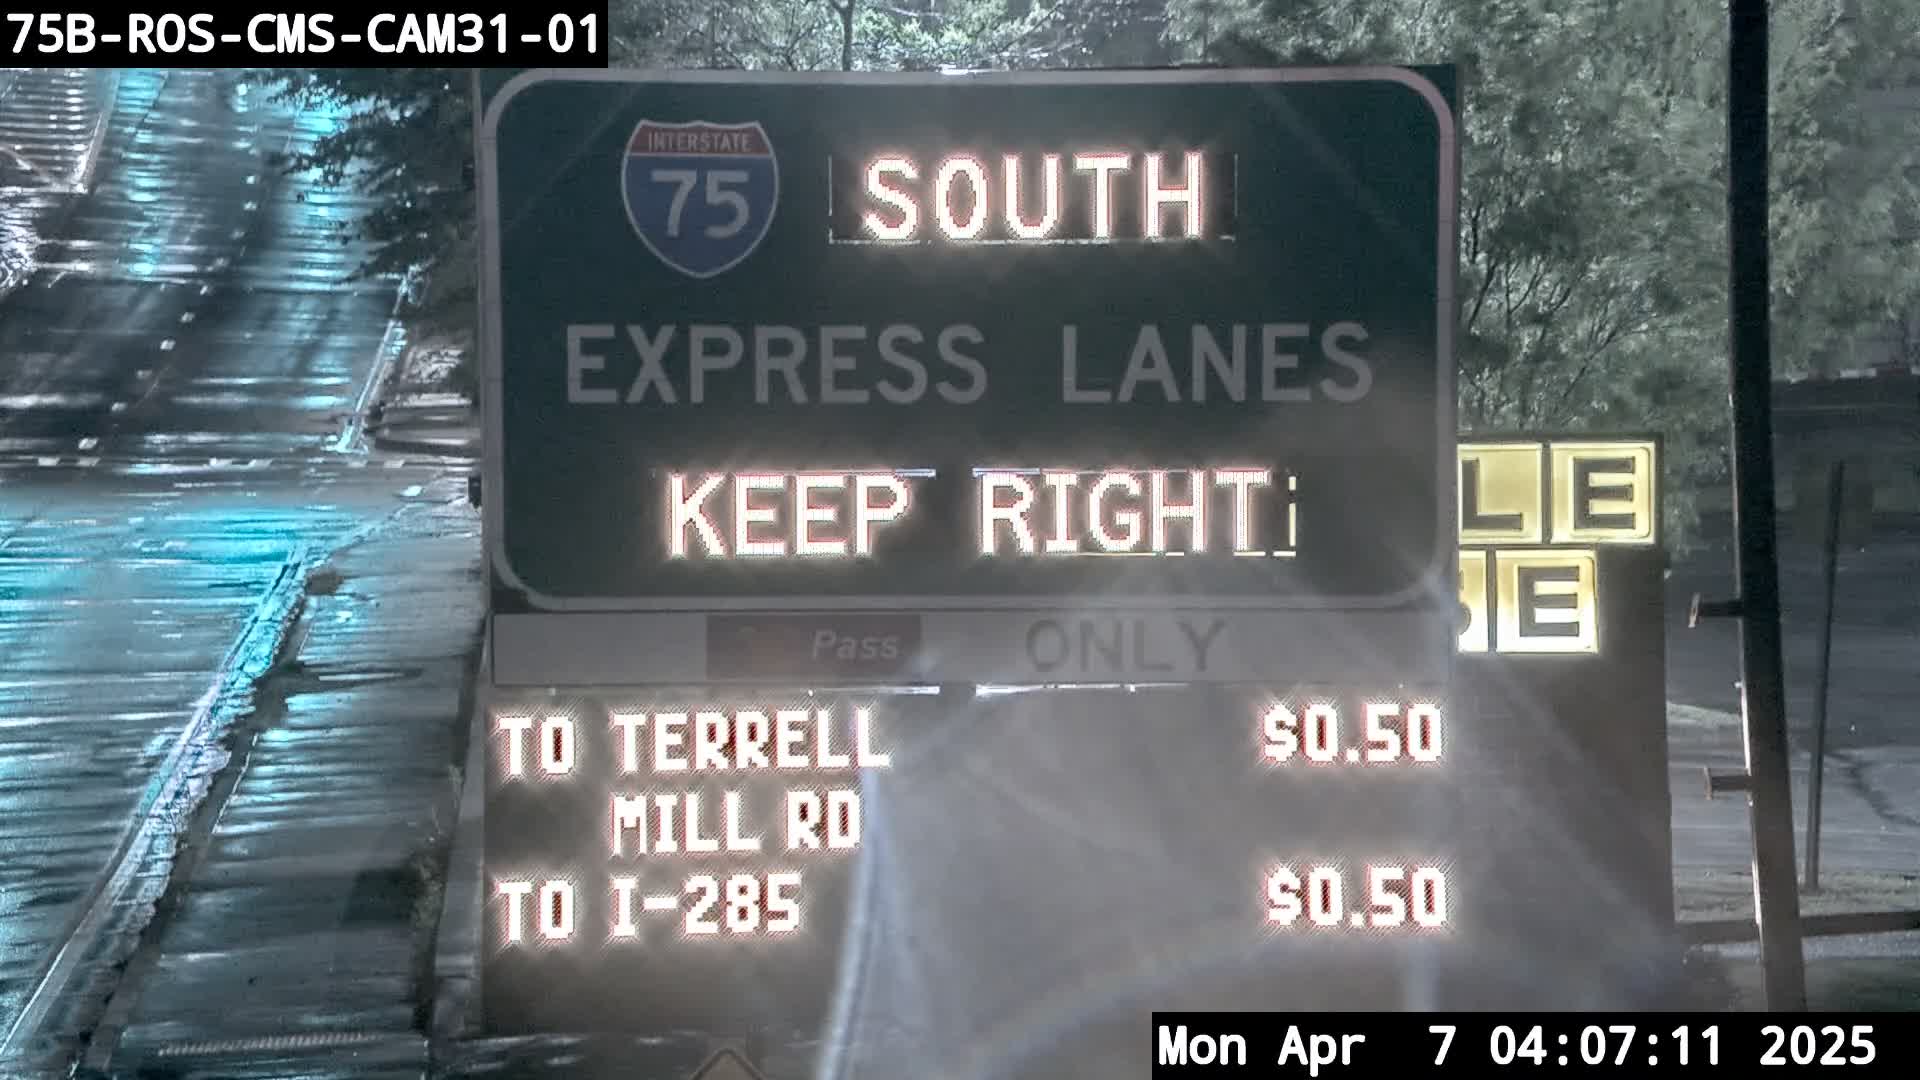 75B-ROS-CMS-CAM31-01
INTERSTATE
75
SOUTH
EXPRESS LANES
KEEP RIGHT
Pass ONLY
TO TERRELL $0.50
MILL RD
TO I-285 $0.50
LE
E
Mon Apr 7 04:07:11 2025